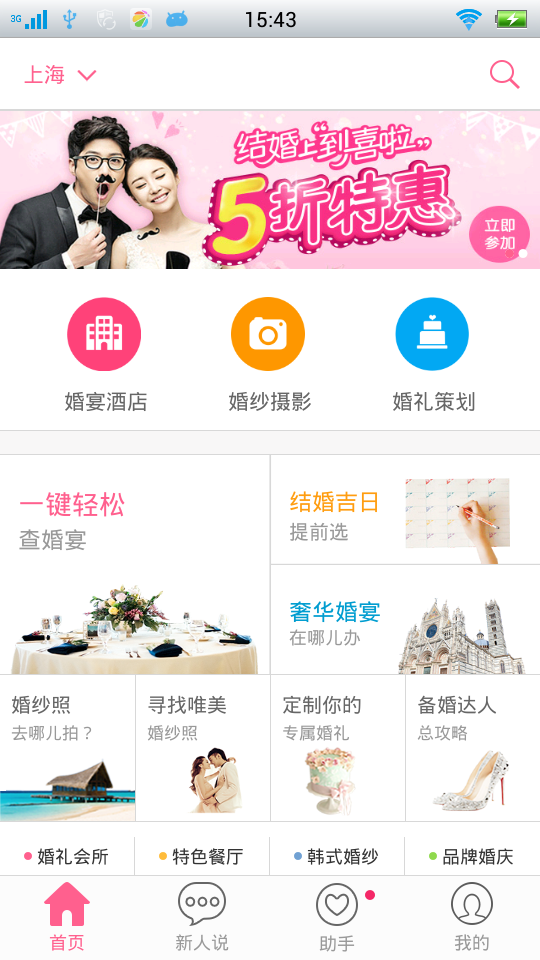 3G
15:43
上海
结婚上“到喜啦”
5折特惠
立即
参加
婚宴酒店
婚纱摄影
婚礼策划
一键轻松
查婚宴
结婚吉日
提前选
奢华婚宴
在哪儿办
婚纱照
去哪儿拍？
寻找唯美
婚纱照
定制你的
专属婚礼
备婚达人
总攻略
婚礼会所
特色餐厅
韩式婚纱
品牌婚庆
首页
新人说
助手
我的